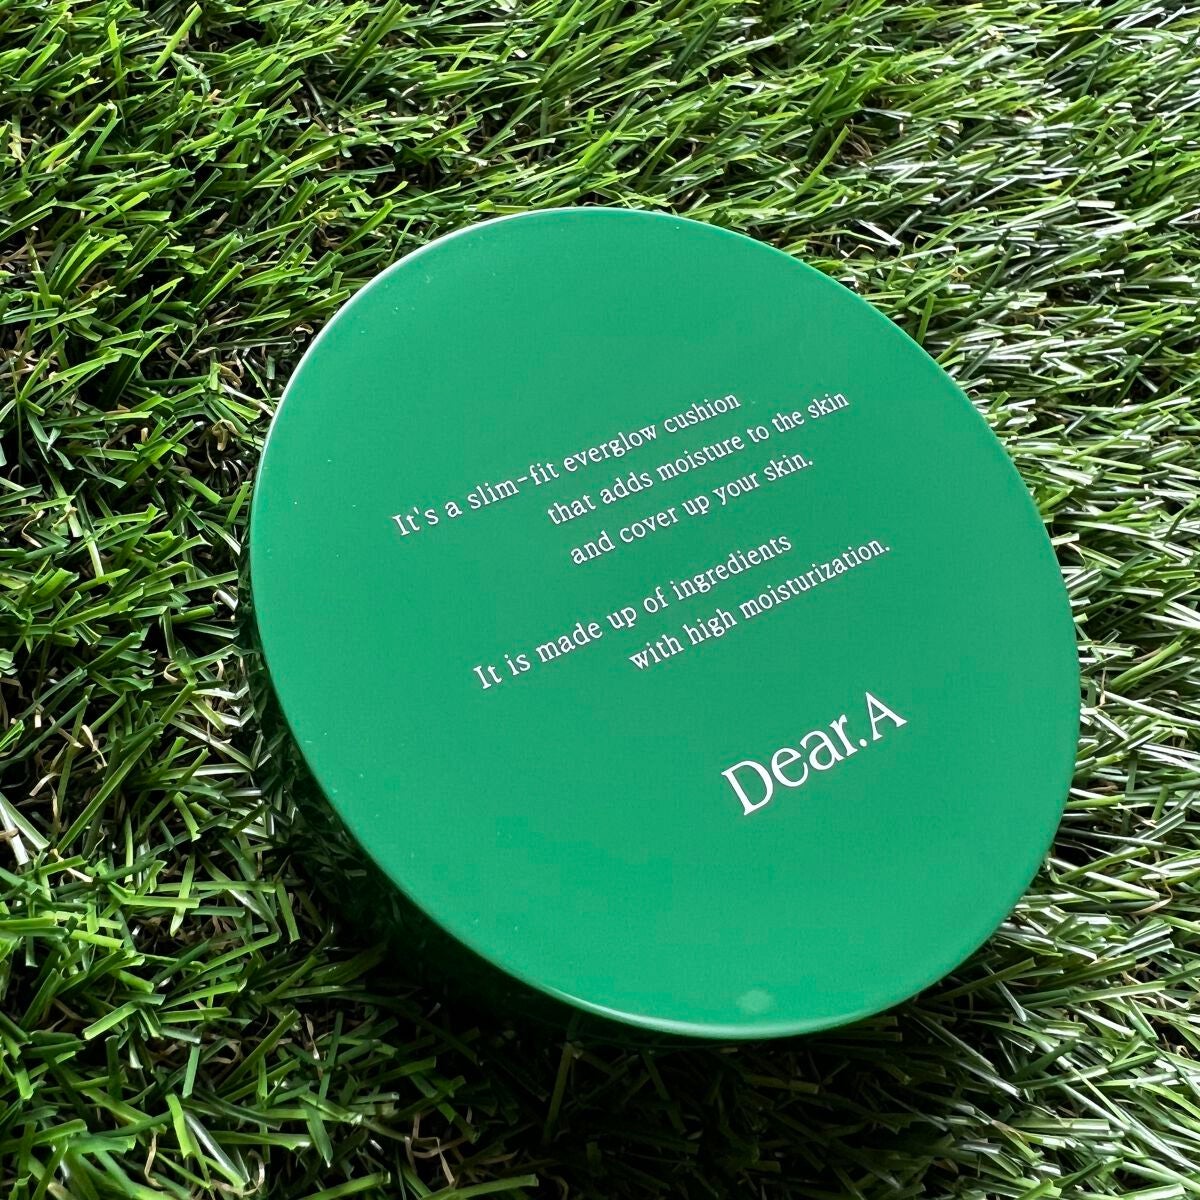 It's a slim-fit everglow cushion
that adds moisture to the skin
and cover up your skin.
It is made up of ingredients
with high moisturization.
Dear.A